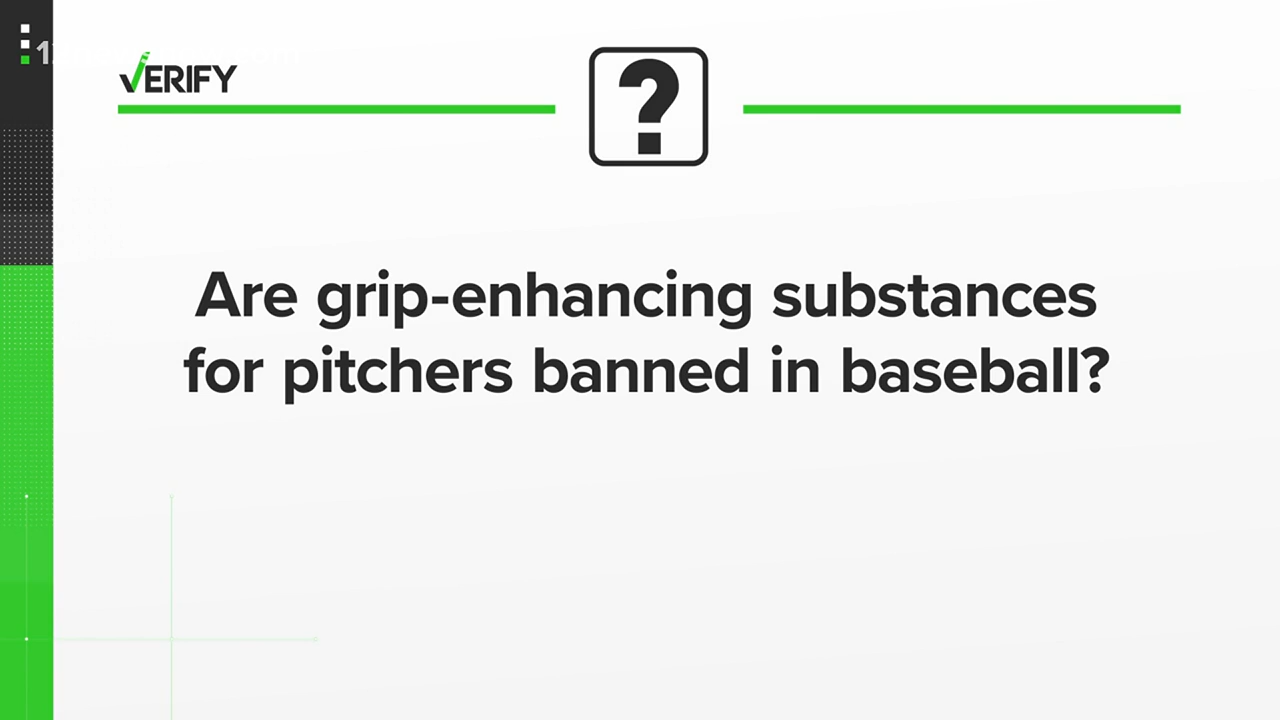 VERIFY
?
Are grip-enhancing substances
for pitchers banned in baseball?